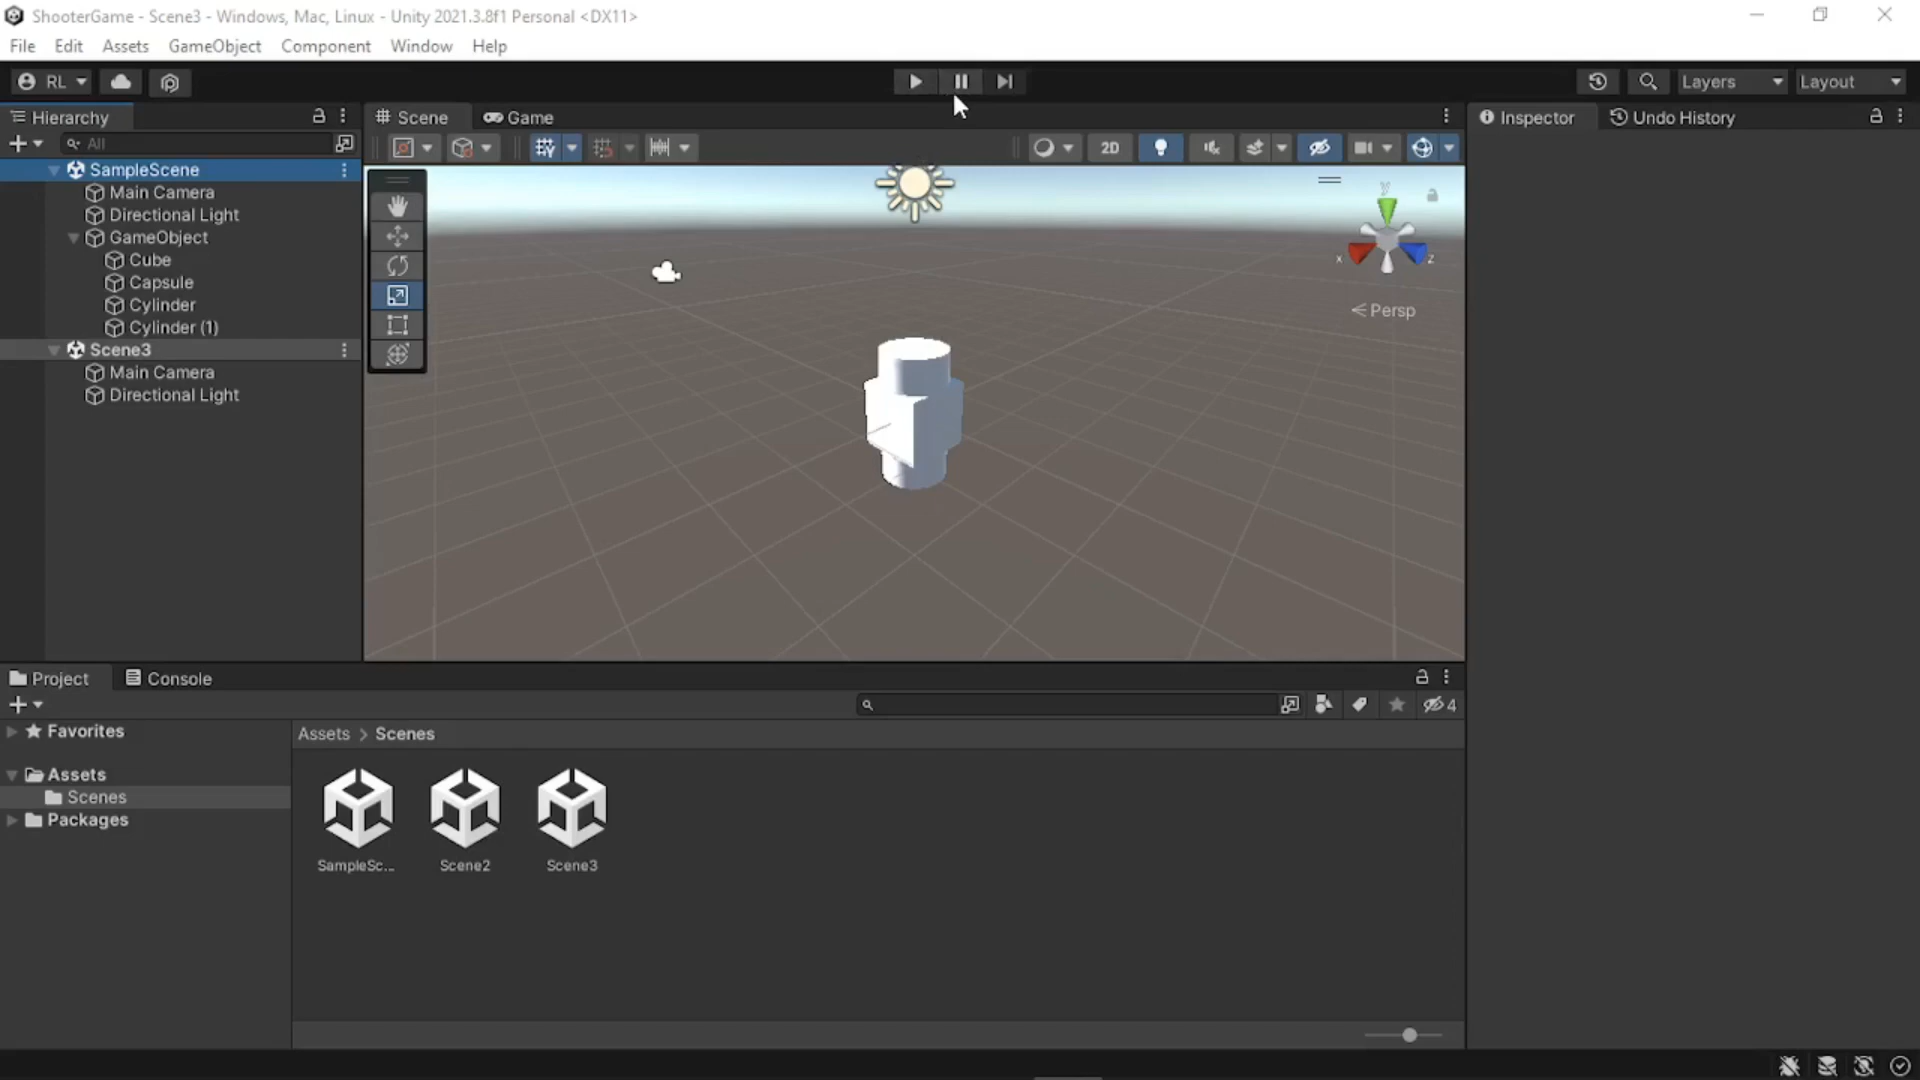 ShooterGame - Scene3 - Windows, Mac, Linux - Unity 2021.3.8f1 Personal <DX11>
File Edit Assets GameObject Component Window Help
RL Layers Layout
Hierarchy Scene Game Inspector Undo History
All 2D
SampleScene
Main Camera
Directional Light
GameObject
Cube
Capsule
Cylinder
Cylinder (1)
Scene3
Main Camera
Directional Light
y
x z
Persp
Project Console
4
Favorites Assets > Scenes
Assets
Scenes
Packages
SampleSc... Scene2 Scene3